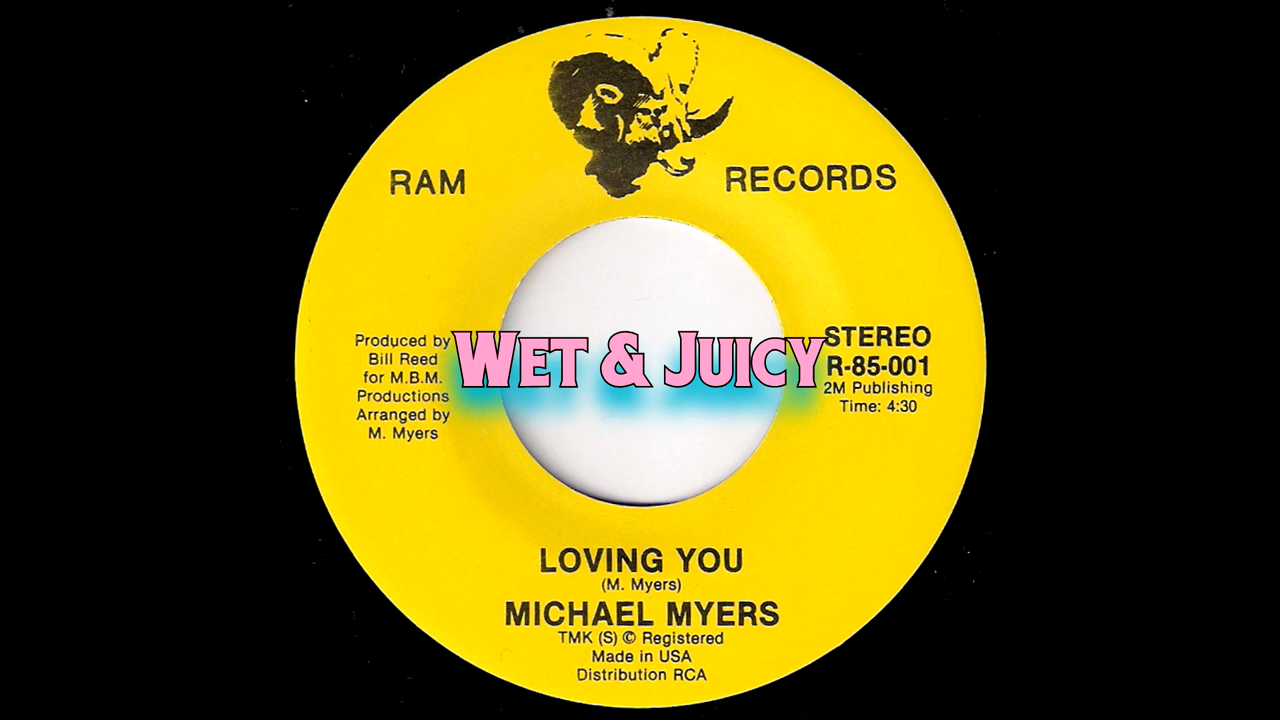 RAM RECORDS
Produced by
Bill Reed
for M.B.M.
Productions
Arranged by
M. Myers
WET & JUICY
STEREO
R-85-001
2M Publishing
Time: 4:30
LOVING YOU
(M. Myers)
MICHAEL MYERS
TMK (S) © Registered
Made in USA
Distribution RCA